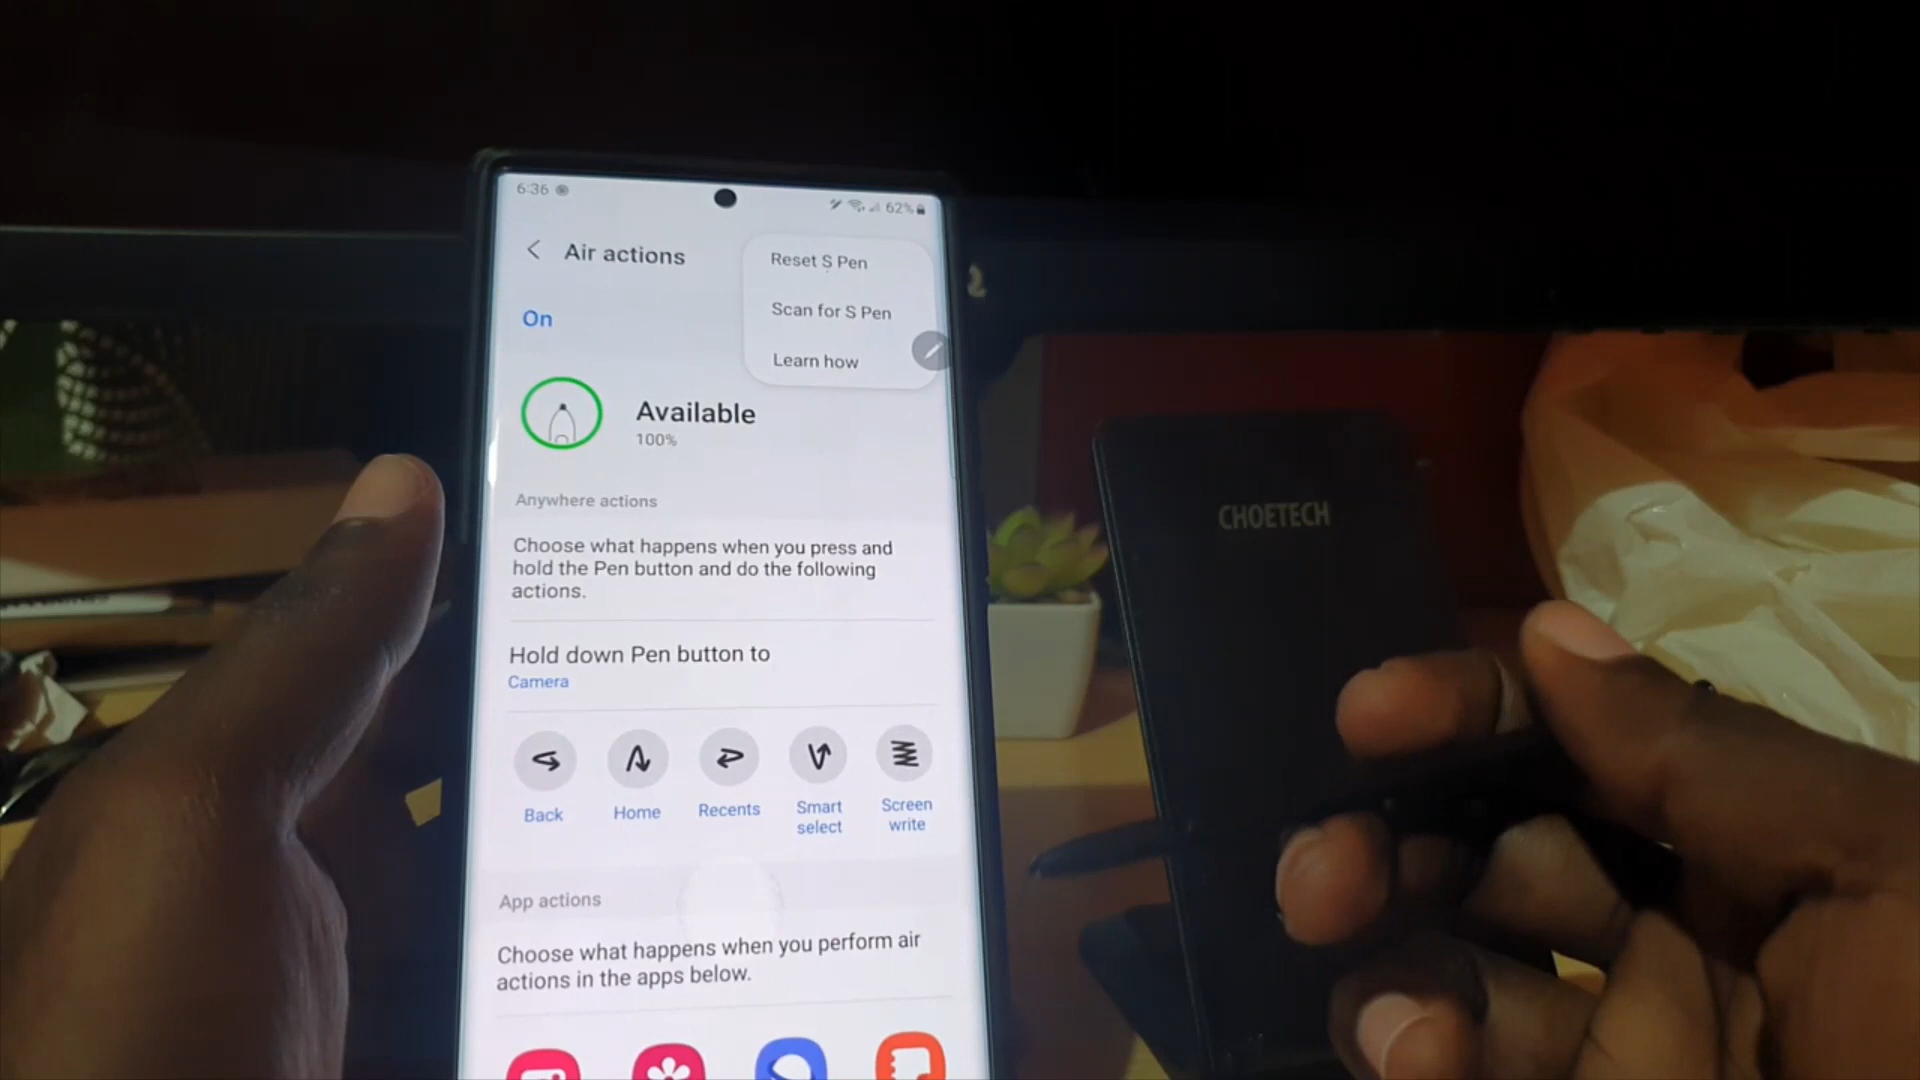 6:36
62%
Air actions
Reset S Pen
Scan for S Pen
Learn how
On
Available
100%
Anywhere actions
Choose what happens when you press and
hold the Pen button and do the following
actions.
Hold down Pen button to
Camera
Back
Home
Recents
Smart
select
Screen
write
App actions
Choose what happens when you perform air
actions in the apps below.
CHOETECH